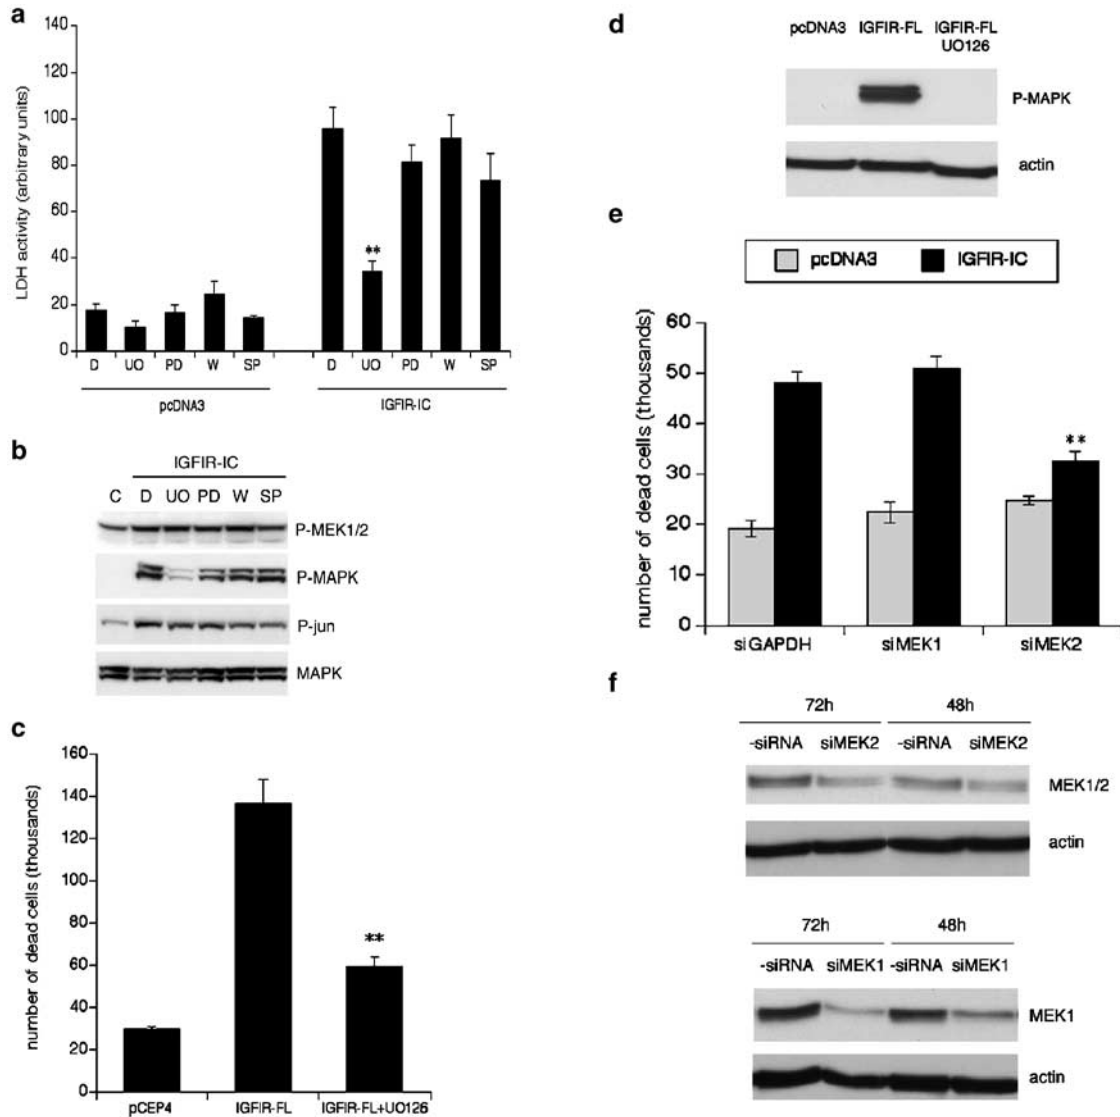 a
LDH activity (arbitrary units)
140
120
100
80
60
40
20
0
D UO PD W SP D UO PD W SP
**
pcDNA3 IGFIR-IC
b
IGFIR-IC
C D UO PD W SP
P-MEK1/2
P-MAPK
P-jun
MAPK
c
number of dead cells (thousands)
160
140
120
100
80
60
40
20
0
**
pCEP4 IGFIR-FL IGFIR-FL+UO126
d
pcDNA3 IGFIR-FL IGFIR-FL
UO126
P-MAPK
actin
e
pcDNA3 IGFIR-IC
number of dead cells (thousands)
60
50
40
30
20
10
0
**
siGAPDH siMEK1 siMEK2
f
72h 48h
-siRNA siMEK2 -siRNA siMEK2
MEK1/2
actin
72h 48h
-siRNA siMEK1 -siRNA siMEK1
MEK1
actin